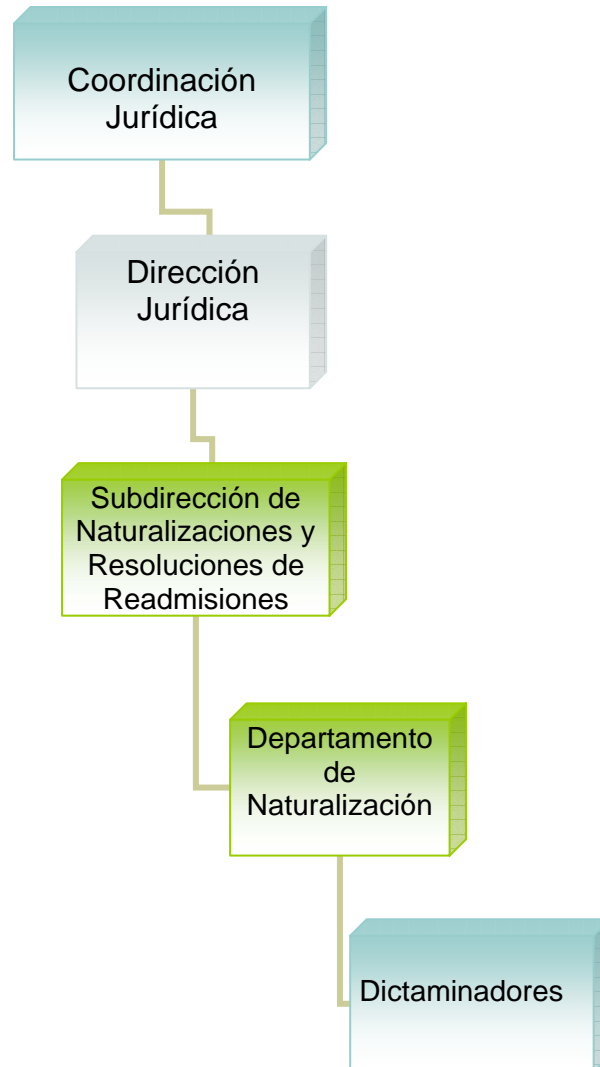 Coordinación
Jurídica
Dirección
Jurídica
Subdirección de
Naturalizaciones y
Resoluciones de
Readmisiones
Departamento
de
Naturalización
Dictaminadores